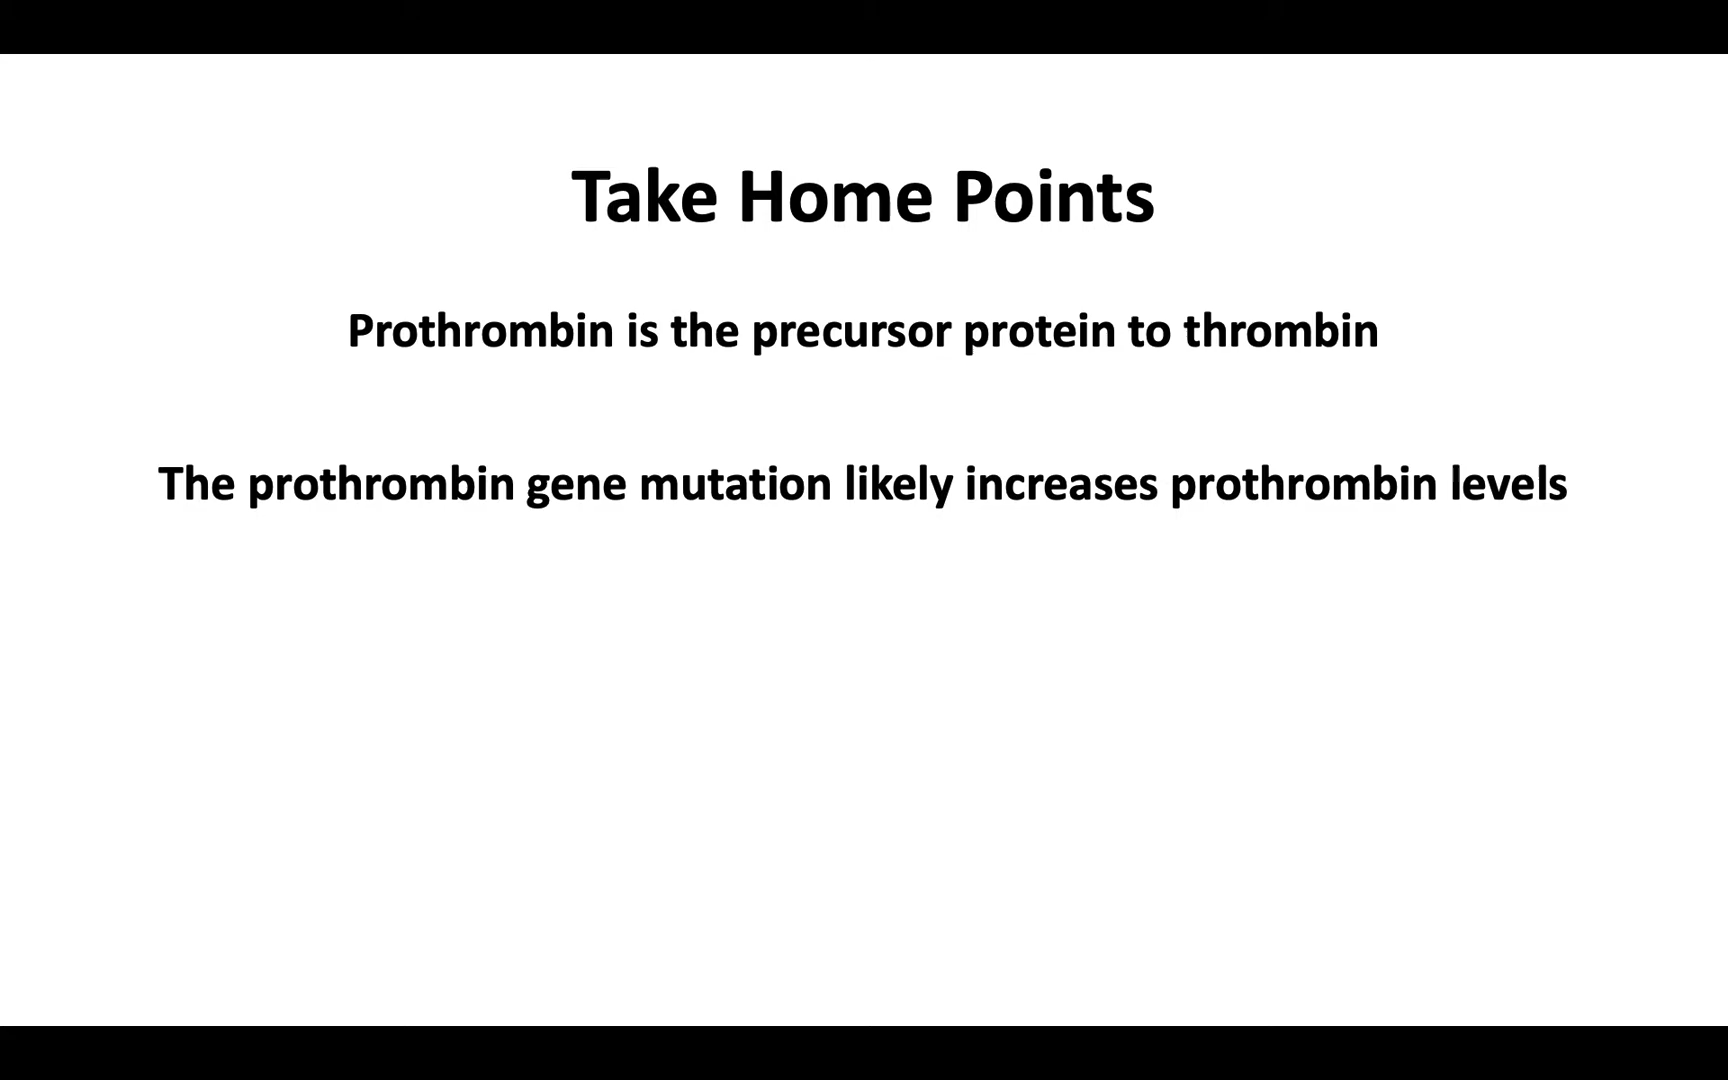 Take Home Points
Prothrombin is the precursor protein to thrombin
The prothrombin gene mutation likely increases prothrombin levels